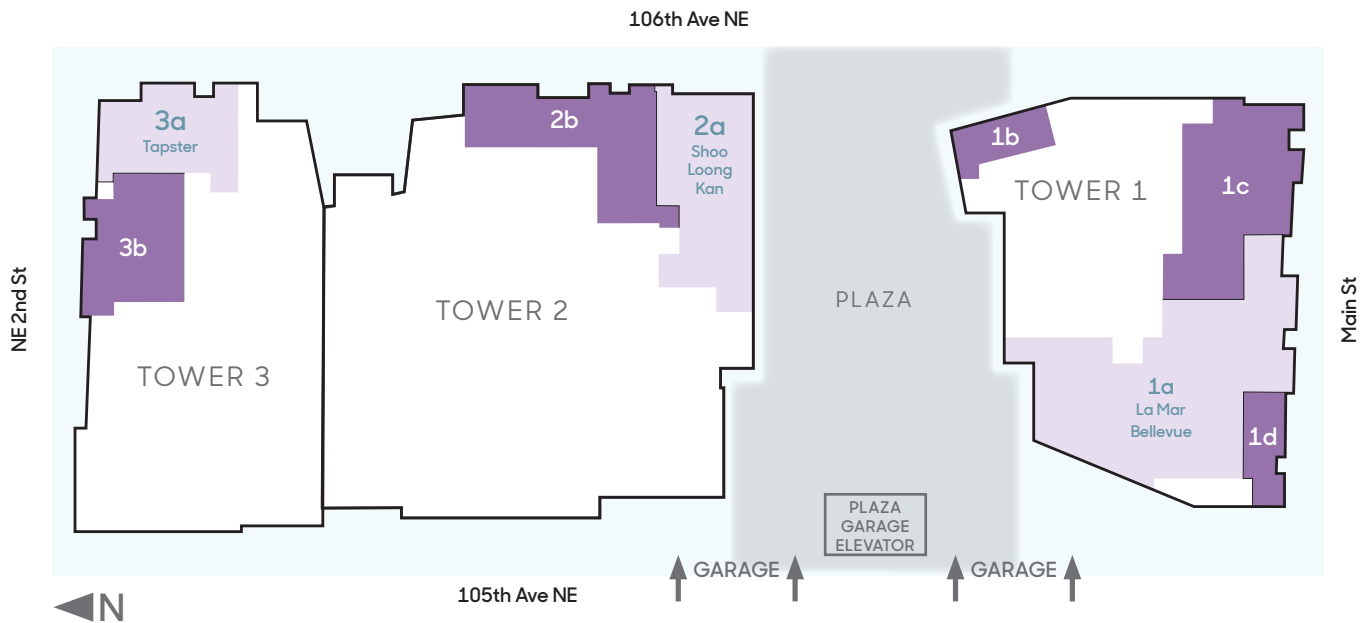 106th Ave NE
3a
Tapster
2b
2a
Shoo
Loong
Kan
1b
TOWER 1
1c
3b
NE 2nd St
TOWER 2
PLAZA
Main St
TOWER 3
1a
La Mar
Bellevue
1d
PLAZA
GARAGE
ELEVATOR
GARAGE
GARAGE
105th Ave NE
N